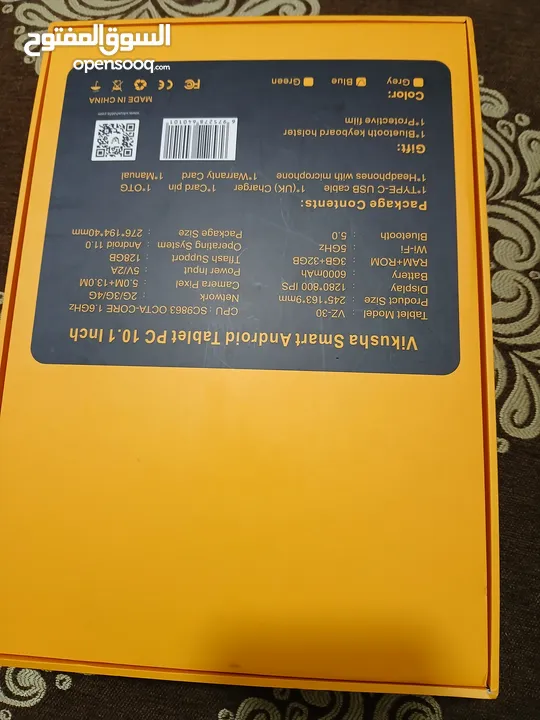 السوق المفتوح
opensooq.com
Vikusha Smart Android Tablet PC 10.1 Inch
Tablet Model : VZ-30
Product Size : 245*163*9mm
Display : 1280*800 IPS
Battery : 6000mAh
RAM+ROM : 3GB+32GB
Wi-Fi : 5GHz
Bluetooth : 5.0
CPU : SC9863 OCTA-CORE 1.6GHz
Network : 2G/3G/4G
Camera Pixel : 5.0M+13.0M
Power Input : 5V/2A
Tflash Support : 128GB
Operating System : Android 11.0
Package Size : 276*194*40mm
Package Contents:
1*TYPE-C USB cable 1*(UK) Charger 1*Card pin 1*OTG
1*Headphones with microphone 1*Warranty Card 1*Manual
Gift:
1*Bluetooth keyboard holster
1*Protective film
Color:
Grey Blue Green
MADE IN CHINA
CE FC